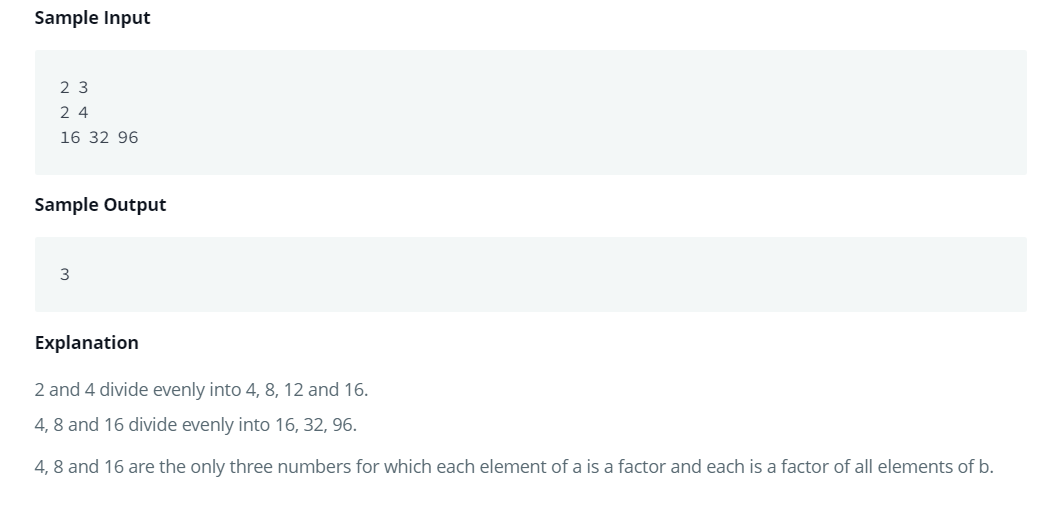 Sample Input
2 3
2 4
16 32 96
Sample Output
3
Explanation
2 and 4 divide evenly into 4, 8, 12 and 16.
4, 8 and 16 divide evenly into 16, 32, 96.
4, 8 and 16 are the only three numbers for which each element of a is a factor and each is a factor of all elements of b.